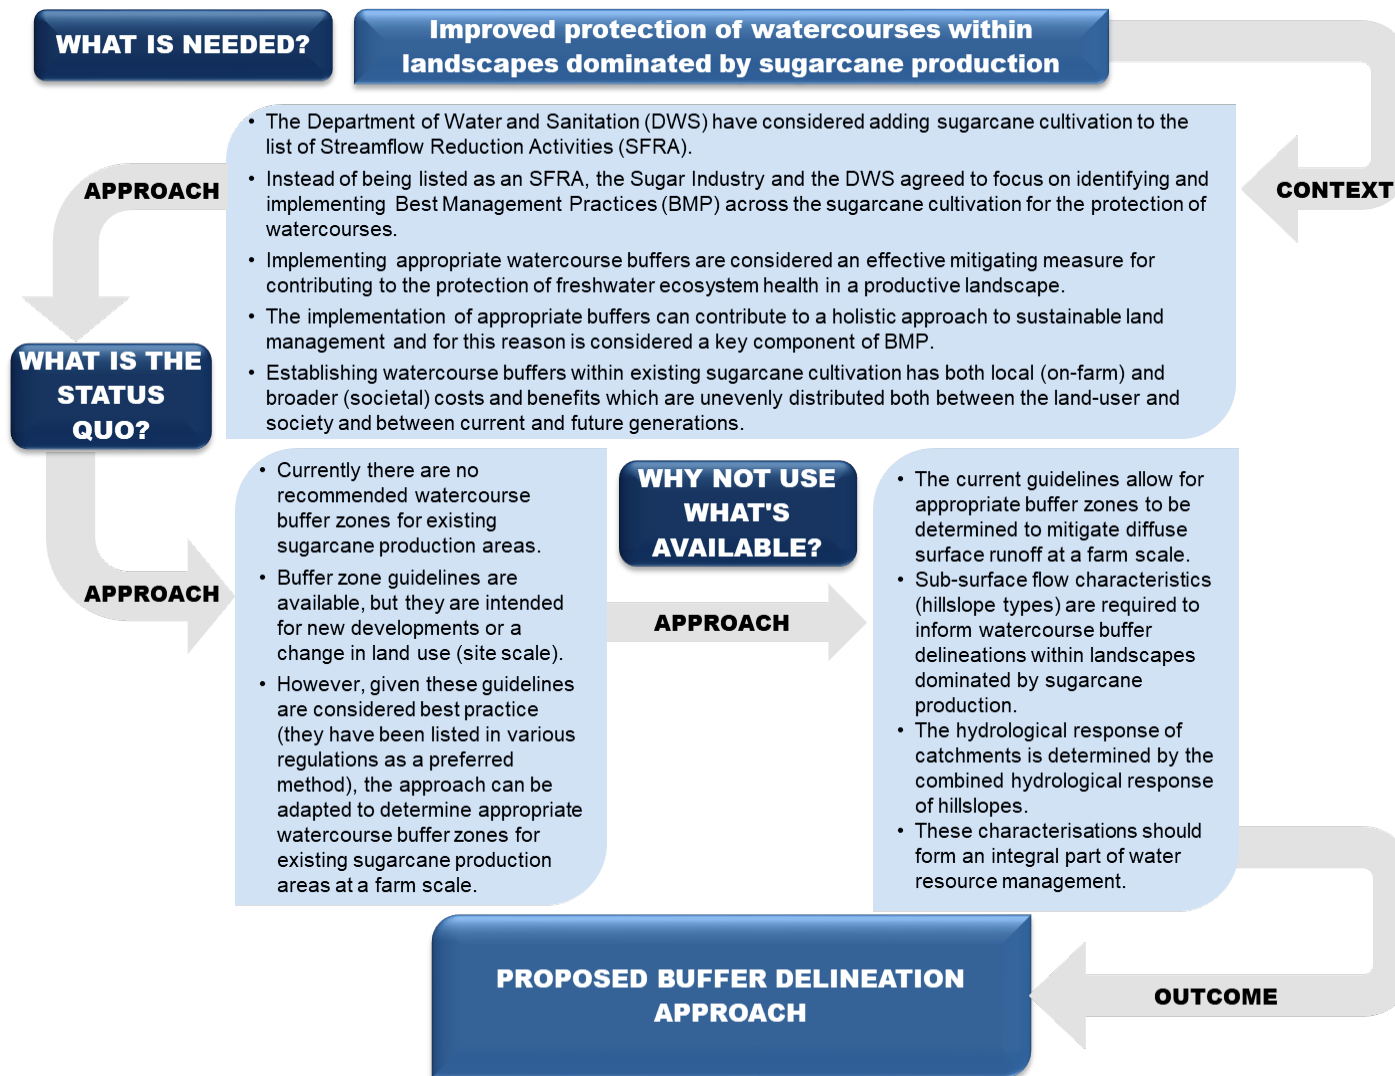 WHAT IS NEEDED?
Improved protection of watercourses within
landscapes dominated by sugarcane production
CONTEXT
• The Department of Water and Sanitation (DWS) have considered adding sugarcane cultivation to the
list of Streamflow Reduction Activities (SFRA).
• Instead of being listed as an SFRA, the Sugar Industry and the DWS agreed to focus on identifying and
implementing Best Management Practices (BMP) across the sugarcane cultivation for the protection of
watercourses.
• Implementing appropriate watercourse buffers are considered an effective mitigating measure for
contributing to the protection of freshwater ecosystem health in a productive landscape.
• The implementation of appropriate buffers can contribute to a holistic approach to sustainable land
management and for this reason is considered a key component of BMP.
• Establishing watercourse buffers within existing sugarcane cultivation has both local (on-farm) and
broader (societal) costs and benefits which are unevenly distributed both between the land-user and
society and between current and future generations.
APPROACH
WHAT IS THE
STATUS
QUO?
APPROACH
• Currently there are no
recommended watercourse
buffer zones for existing
sugarcane production areas.
• Buffer zone guidelines are
available, but they are intended
for new developments or a
change in land use (site scale).
• However, given these guidelines
are considered best practice
(they have been listed in various
regulations as a preferred
method), the approach can be
adapted to determine appropriate
watercourse buffer zones for
existing sugarcane production
areas at a farm scale.
WHY NOT USE
WHAT'S
AVAILABLE?
APPROACH
• The current guidelines allow for
appropriate buffer zones to be
determined to mitigate diffuse
surface runoff at a farm scale.
• Sub-surface flow characteristics
(hillslope types) are required to
inform watercourse buffer
delineations within landscapes
dominated by sugarcane
production.
• The hydrological response of
catchments is determined by the
combined hydrological response
of hillslopes.
• These characterisations should
form an integral part of water
resource management.
OUTCOME
PROPOSED BUFFER DELINEATION
APPROACH